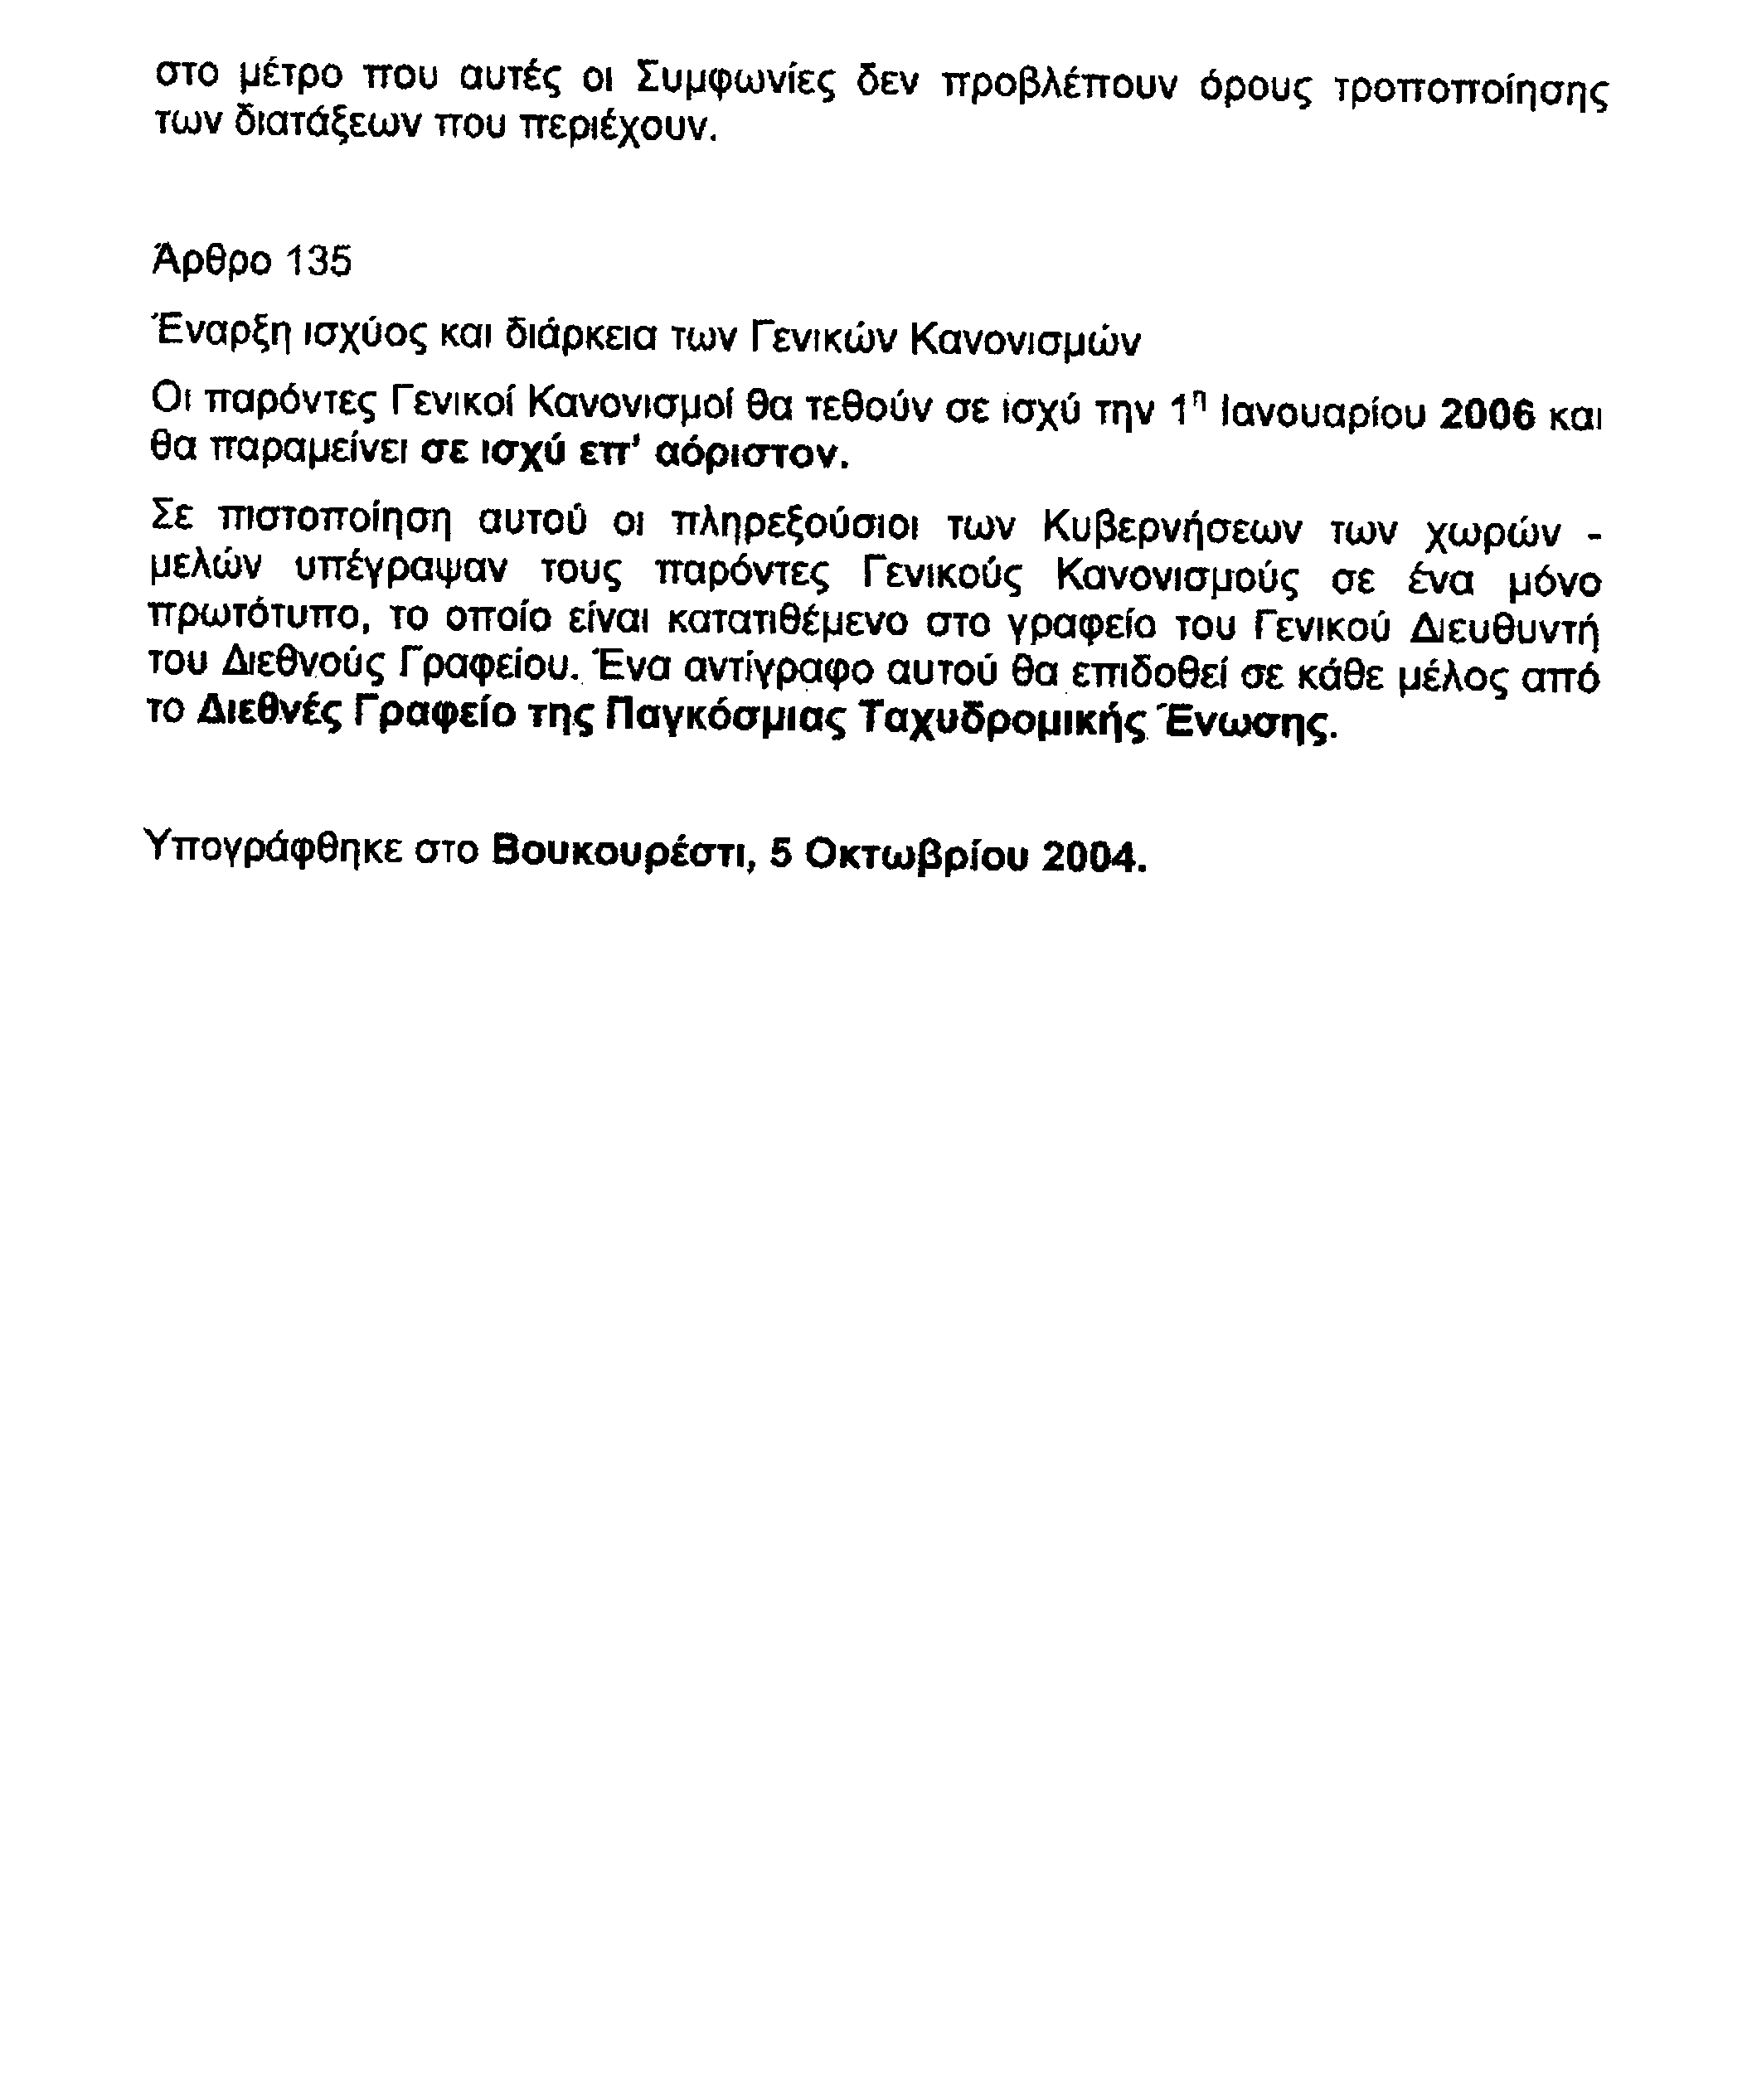 στο μέτρο που αυτές οι Συμφωνίες δεν προβλέπουν όρους τροποποίησης
των διατάξεων που περιέχουν.
Άρθρο 135
Έναρξη ισχύος και διάρκεια των Γενικών Κανονισμών
Οι παρόντες Γενικοί Κανονισμοί θα τεθούν σε ισχύ την 1η Ιανουαρίου 2006 και
θα παραμείνει σε ισχύ επ' αόριστον.
Σε πιστοποίηση αυτού οι πληρεξούσιοι των Κυβερνήσεων των χωρών -
μελών υπέγραψαν τους παρόντες Γενικούς Κανονισμούς σε ένα μόνο
πρωτότυπο, το οποίο είναι κατατιθέμενο στο γραφείο του Γενικού Διευθυντή
του Διεθνούς Γραφείου. Ένα αντίγραφο αυτού θα επιδοθεί σε κάθε μέλος από
το Διεθνές Γραφείο της Παγκόσμιας Ταχυδρομικής Ένωσης.
Υπογράφθηκε στο Βουκουρέστι, 5 Οκτωβρίου 2004.